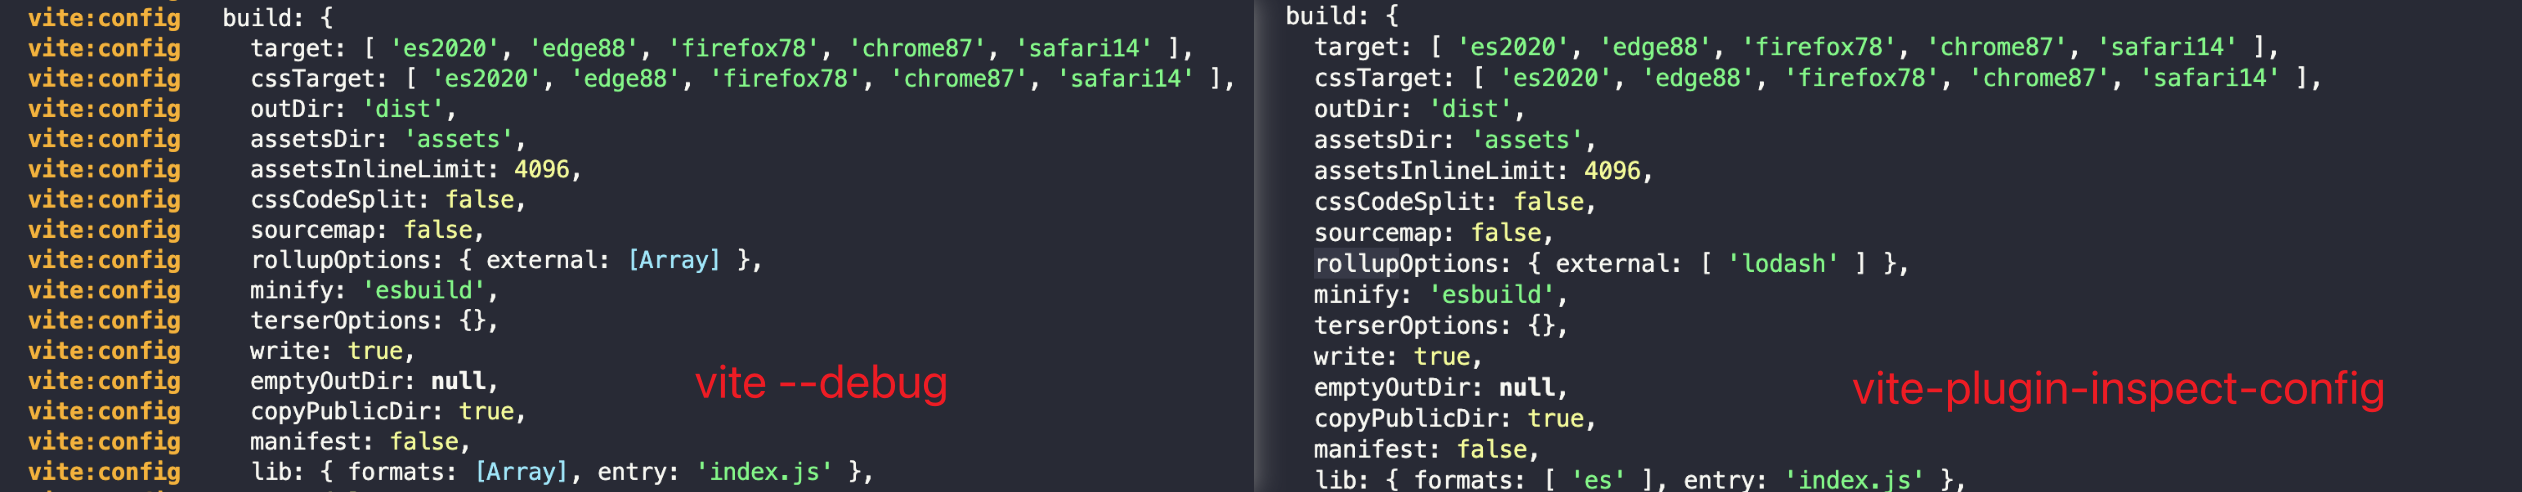 vite:config build: {
vite:config target: [ 'es2020', 'edge88', 'firefox78', 'chrome87', 'safari14' ],
vite:config cssTarget: [ 'es2020', 'edge88', 'firefox78', 'chrome87', 'safari14' ],
vite:config outDir: 'dist',
vite:config assetsDir: 'assets',
vite:config assetsInlineLimit: 4096,
vite:config cssCodeSplit: false,
vite:config sourcemap: false,
vite:config rollupOptions: { external: [Array] },
vite:config minify: 'esbuild',
vite:config terserOptions: {},
vite:config write: true,
vite:config emptyOutDir: null,
vite:config copyPublicDir: true,
vite:config manifest: false,
vite:config lib: { formats: [Array], entry: 'index.js' },
vite --debug
build: {
target: [ 'es2020', 'edge88', 'firefox78', 'chrome87', 'safari14' ],
cssTarget: [ 'es2020', 'edge88', 'firefox78', 'chrome87', 'safari14' ],
outDir: 'dist',
assetsDir: 'assets',
assetsInlineLimit: 4096,
cssCodeSplit: false,
sourcemap: false,
rollupOptions: { external: [ 'lodash' ] },
minify: 'esbuild',
terserOptions: {},
write: true,
emptyOutDir: null,
copyPublicDir: true,
manifest: false,
lib: { formats: [ 'es' ], entry: 'index.js' },
vite-plugin-inspect-config